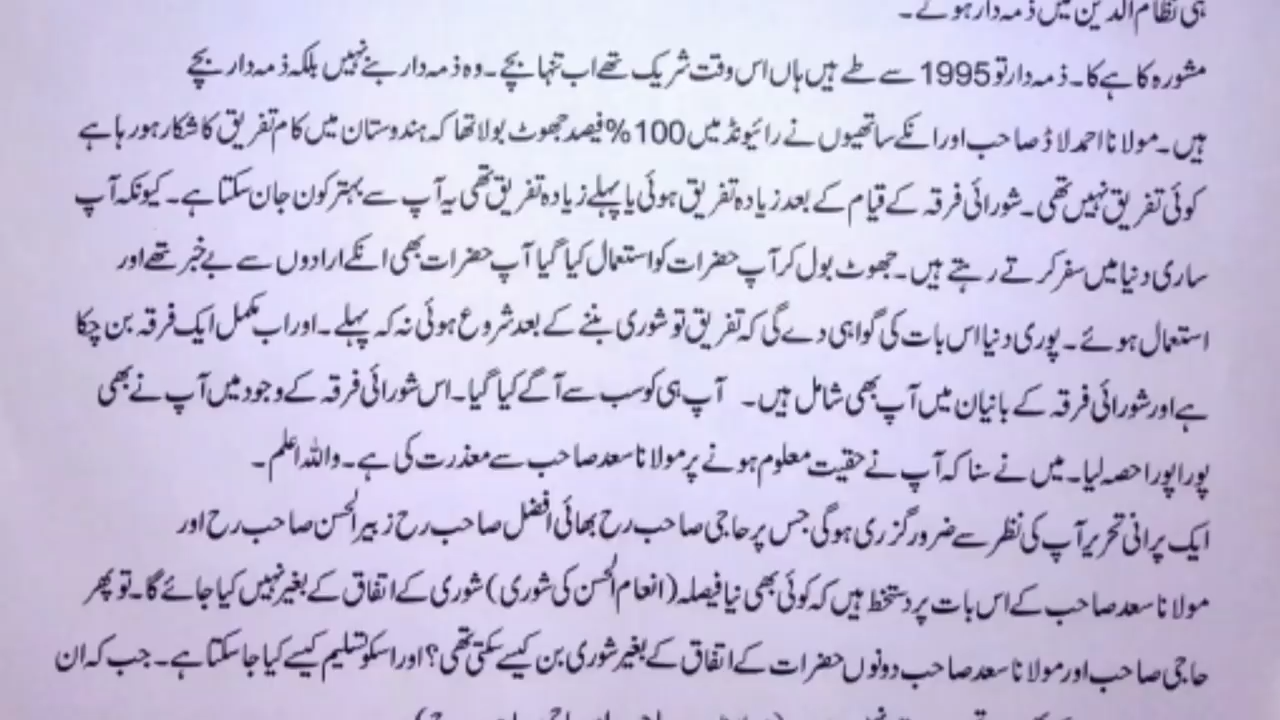 ہی نظام الدین میں ذمہ دار ہوئے۔
مشورہ کا ہے کا۔ ذمہ دار تو 1995 سے طے ہیں ہاں اس وقت شریک تھے اب تنہا بچے۔ وہ ذمہ دار بنے نہیں بلکہ ذمہ دار بچے
ہیں۔ مولانا احمد لاڈ صاحب اور انکے ساتھیوں نے رائیونڈ میں 100% فیصد جھوٹ بولا تھا کہ ہندوستان میں کام تفریق کا شکار ہو رہا ہے
کوئی تفریق نہیں تھی۔ شورائی فرقہ کے قیام کے بعد زیادہ تفریق ہوئی یا پہلے زیادہ تفریق تھی یہ آپ سے بہتر کون جان سکتا ہے۔ کیونکہ آپ
ساری دنیا میں سفر کرتے رہتے ہیں۔ جھوٹ بول کر آپ حضرات کو استعمال کیا گیا آپ حضرات بھی انکے ارادوں سے بے خبر تھے اور
استعمال ہوئے۔ پوری دنیا اس بات کی گواہی دے گی کہ تفریق تو شوری بننے کے بعد شروع ہوئی نہ کہ پہلے۔ اور اب مکمل ایک فرقہ بن چکا
ہے اور شورائی فرقہ کے بانیان میں آپ بھی شامل ہیں۔ آپ ہی کو سب سے آگے کیا گیا۔ اس شورائی فرقہ کے وجود میں آپ نے بھی
پورا پورا حصہ لیا۔ میں نے سنا کہ آپ نے حقیت معلوم ہونے پر مولانا سعد صاحب سے معذرت کی ہے۔ واللہ اعلم۔
ایک پرانی تحریر آپ کی نظر سے ضرور گزری ہوگی جس پر حاجی صاحب رح بھائی افضل صاحب رح زبیر الحسن صاحب رح اور
مولانا سعد صاحب کے اس بات پر دستخط ہیں کہ کوئی بھی نیا فیصلہ (انعام الحسن کی شوری) شوری کے اتفاق کے بغیر نہیں کیا جائے گا۔ تو پھر
حاجی صاحب اور مولانا سعد صاحب دونوں حضرات کے اتفاق کے بغیر شوری بن کیسے سکتی تھی؟ اور اسکو تسلیم کیسے کیا جا سکتا ہے۔ جب کہ ان